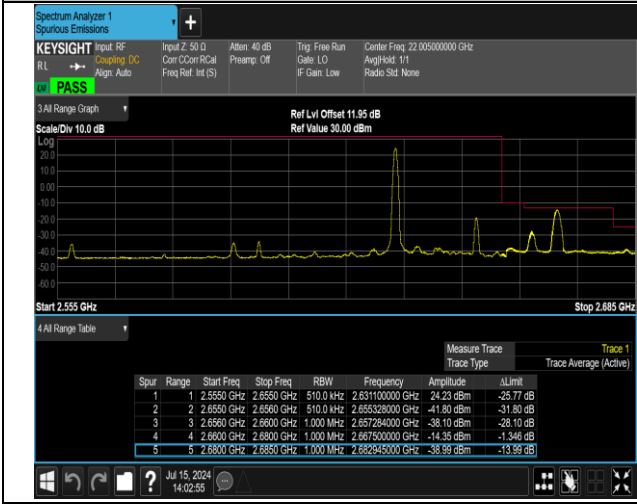 Spectrum Analyzer 1
Spurious Emissions
KEYSIGHT Input: RF Input Z: 50 Ω Atten: 40 dB Trig: Free Run Center Freq: 22.005000000 GHz
RL Coupling: DC Corr CCorr RCal Preamp: Off Gate: LO Avg|Hold: 1/1
Align: Auto Freq Ref: Int (S) IF Gain: Low Radio Std: None
PASS
3 All Range Graph
Ref Lvl Offset 11.95 dB
Scale/Div 10.0 dB Ref Value 30.00 dBm
Log
20.0
10.0
0.00
-10.0
-20.0
-30.0
-40.0
-50.0
-60.0
Start 2.555 GHz Stop 2.685 GHz
4 All Range Table
Measure Trace Trace 1
Trace Type Trace Average (Active)
Spur Range Start Freq Stop Freq RBW Frequency Amplitude ΔLimit
1 1 2.5550 GHz 2.6550 GHz 510.0 kHz 2.631100000 GHz 24.23 dBm -25.77 dB
2 2 2.6550 GHz 2.6560 GHz 510.0 kHz 2.655328000 GHz -41.80 dBm -31.80 dB
3 3 2.6560 GHz 2.6600 GHz 1.000 MHz 2.657284000 GHz -38.10 dBm -28.10 dB
4 4 2.6600 GHz 2.6800 GHz 1.000 MHz 2.667500000 GHz -14.35 dBm -1.346 dB
5 5 2.6800 GHz 2.6850 GHz 1.000 MHz 2.682945000 GHz -38.99 dBm -13.99 dB
? Jul 15, 2024
14:02:55